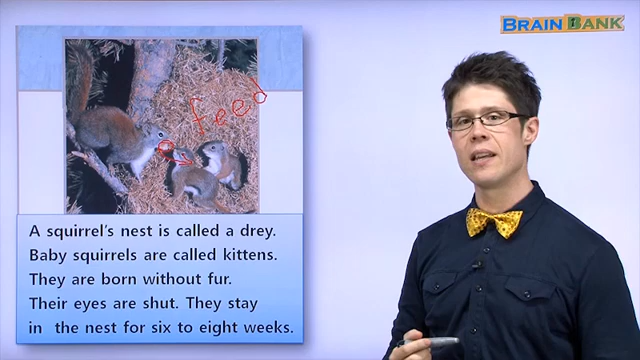 BRAIN BANK
feed
A squirrel's nest is called a drey.
Baby squirrels are called kittens.
They are born without fur.
Their eyes are shut. They stay
in the nest for six to eight weeks.